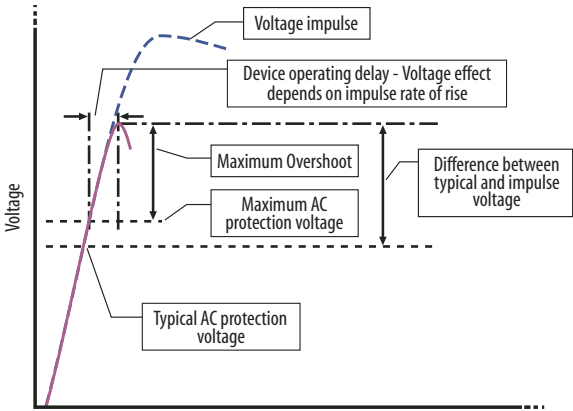 Voltage impulse
Device operating delay - Voltage effect
depends on impulse rate of rise
Maximum Overshoot
Difference between
typical and impulse
voltage
Maximum AC
protection voltage
Voltage
Typical AC protection
voltage